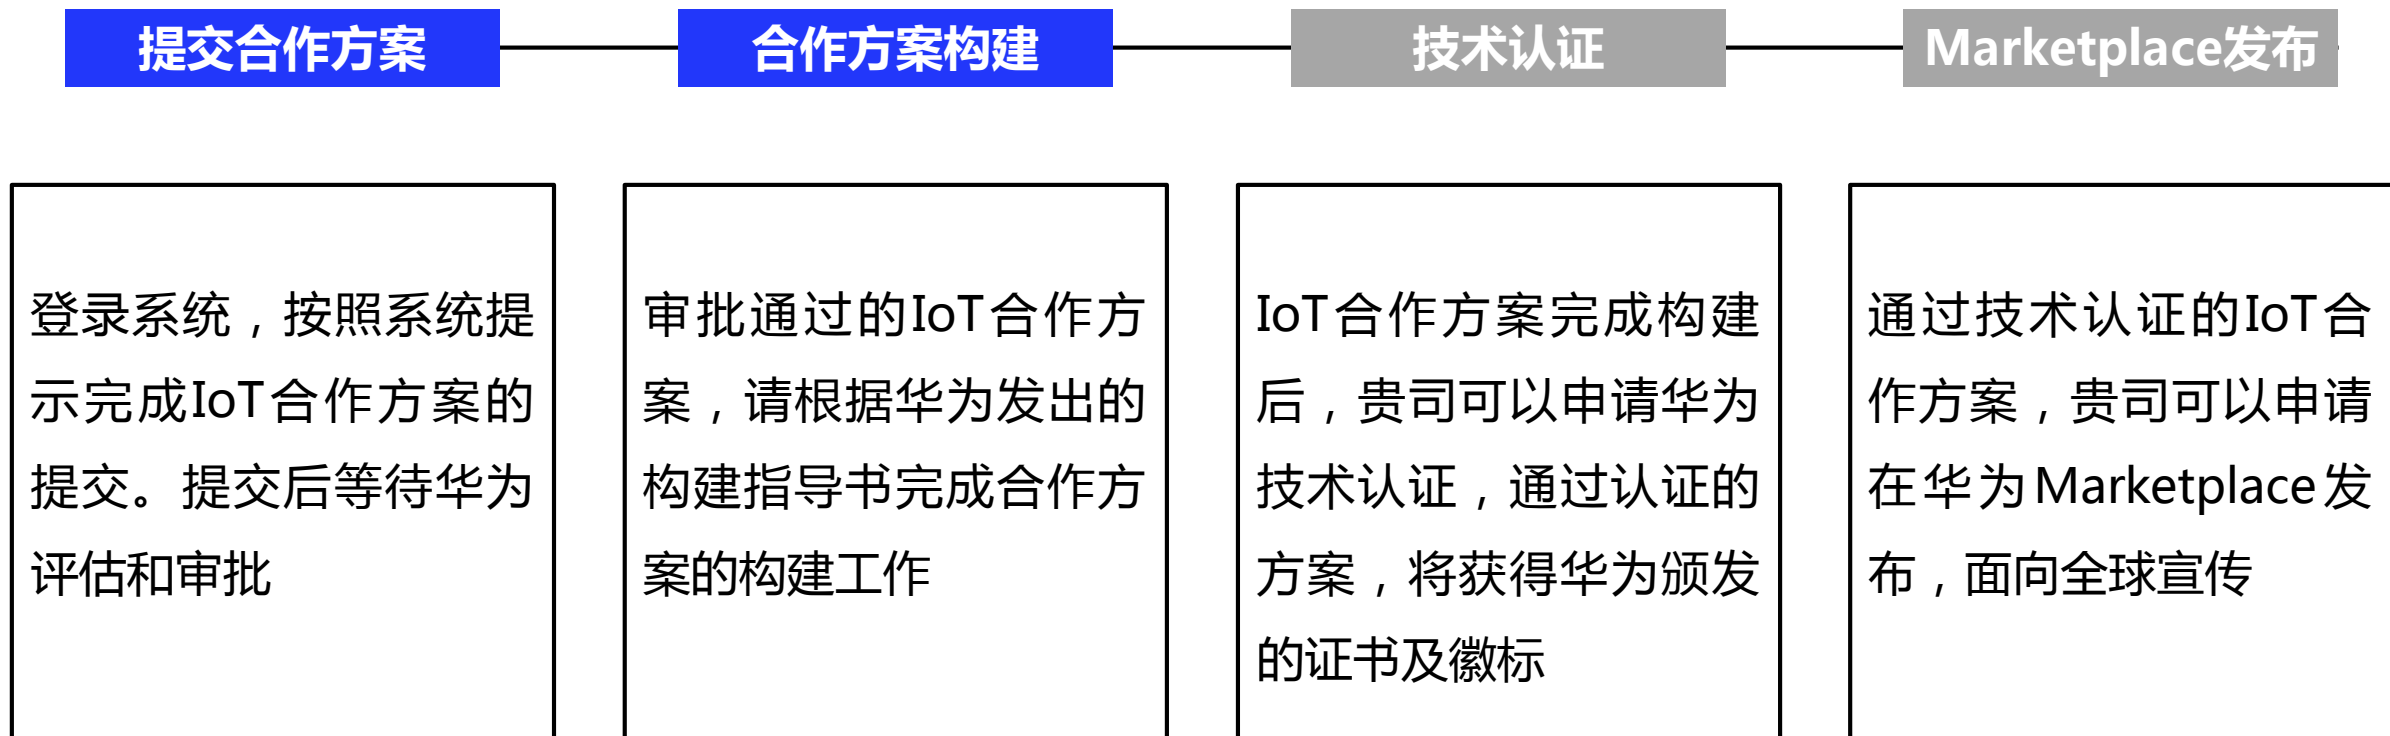 提交合作方案
合作方案构建
技术认证
Marketplace发布
登录系统，按照系统提
示完成IoT合作方案的
提交。提交后等待华为
评估和审批
审批通过的IoT合作方
案，请根据华为发出的
构建指导书完成合作方
案的构建工作
IoT合作方案完成构建
后，贵司可以申请华为
技术认证，通过认证的
方案，将获得华为颁发
的证书及徽标
通过技术认证的IoT合
作方案，贵司可以申请
在华为Marketplace发
布，面向全球宣传